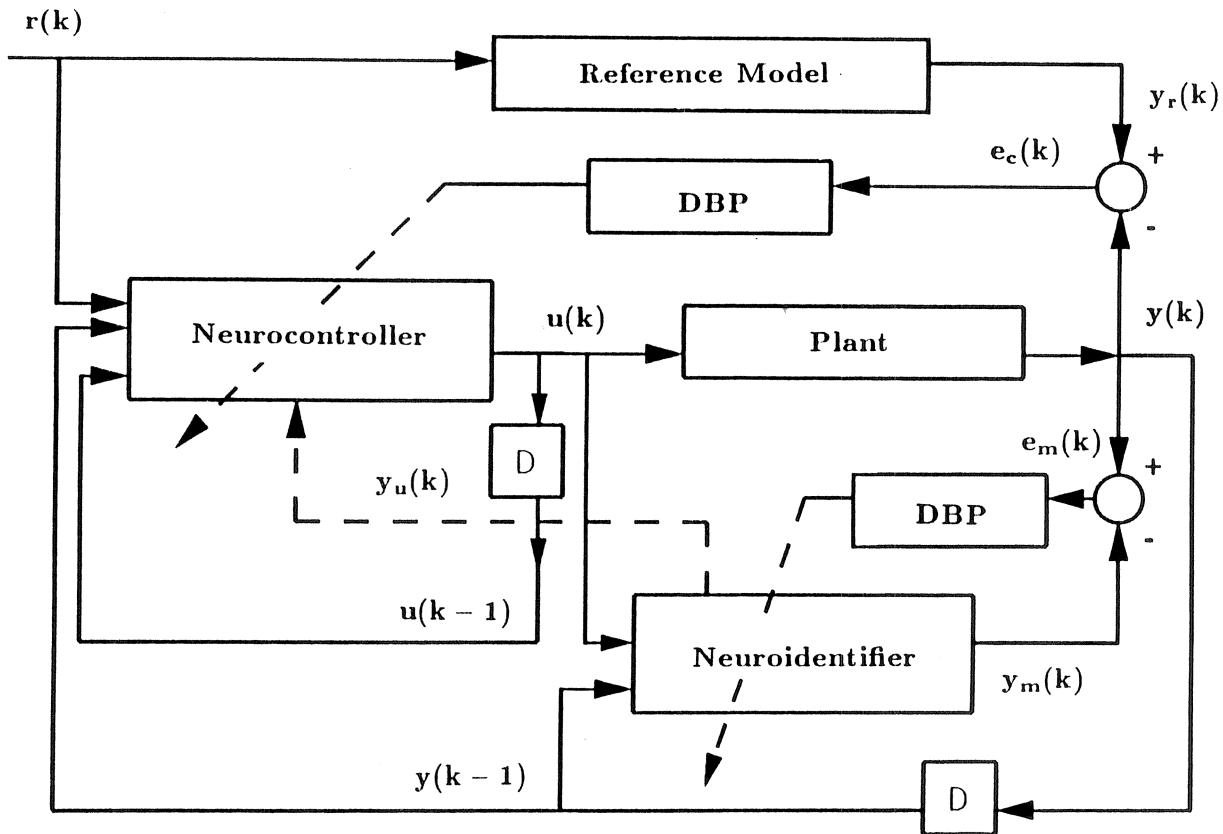 r(k)
Reference Model
y_r(k)
+
e_c(k)
DBP
-
Neurocontroller
u(k)
Plant
y(k)
D
y_u(k)
e_m(k)
+
DBP
-
u(k − 1)
Neuroidentifier
y_m(k)
y(k − 1)
D